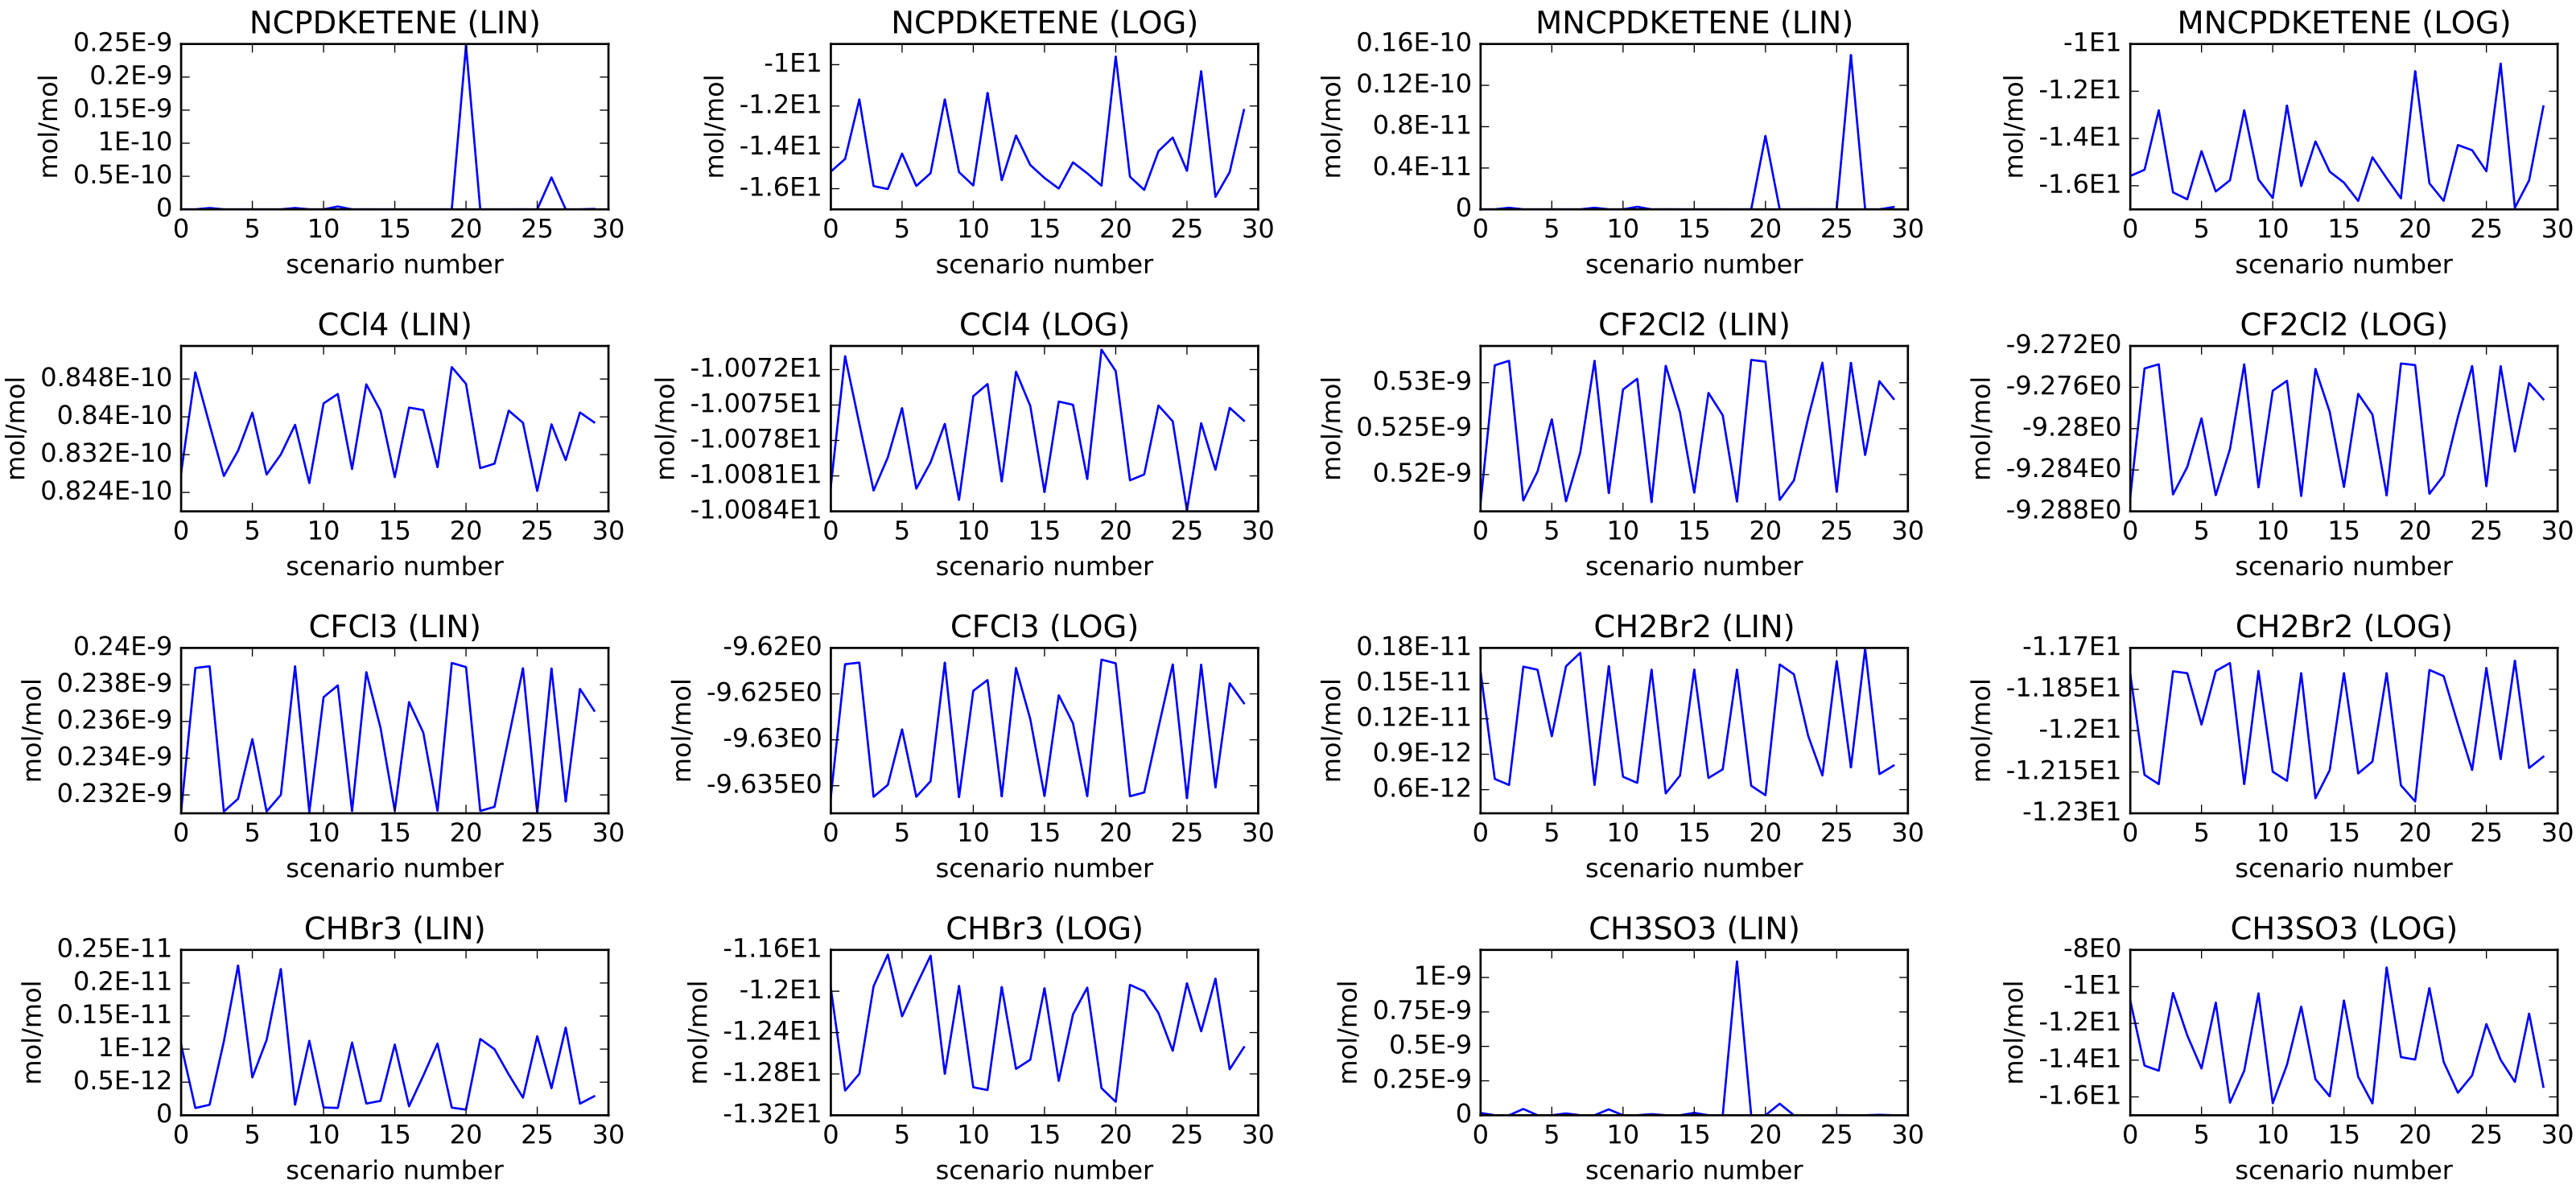 NCPDKETENE (LIN)
0.25E-9
0.2E-9
0.15E-9
1E-10
0.5E-10
0
mol/mol
0 5 10 15 20 25 30
scenario number
NCPDKETENE (LOG)
-1E1
-1.2E1
-1.4E1
-1.6E1
mol/mol
0 5 10 15 20 25 30
scenario number
MNCPDKETENE (LIN)
0.16E-10
0.12E-10
0.8E-11
0.4E-11
0
mol/mol
0 5 10 15 20 25 30
scenario number
MNCPDKETENE (LOG)
-1E1
-1.2E1
-1.4E1
-1.6E1
mol/mol
0 5 10 15 20 25 30
scenario number
CCl4 (LIN)
0.848E-10
0.84E-10
0.832E-10
0.824E-10
mol/mol
0 5 10 15 20 25 30
scenario number
CCl4 (LOG)
-1.0072E1
-1.0075E1
-1.0078E1
-1.0081E1
-1.0084E1
mol/mol
0 5 10 15 20 25 30
scenario number
CF2Cl2 (LIN)
0.53E-9
0.525E-9
0.52E-9
mol/mol
0 5 10 15 20 25 30
scenario number
CF2Cl2 (LOG)
-9.272E0
-9.276E0
-9.28E0
-9.284E0
-9.288E0
mol/mol
0 5 10 15 20 25 30
scenario number
CFCl3 (LIN)
0.24E-9
0.238E-9
0.236E-9
0.234E-9
0.232E-9
mol/mol
0 5 10 15 20 25 30
scenario number
CFCl3 (LOG)
-9.62E0
-9.625E0
-9.63E0
-9.635E0
mol/mol
0 5 10 15 20 25 30
scenario number
CH2Br2 (LIN)
0.18E-11
0.15E-11
0.12E-11
0.9E-12
0.6E-12
mol/mol
0 5 10 15 20 25 30
scenario number
CH2Br2 (LOG)
-1.17E1
-1.185E1
-1.2E1
-1.215E1
-1.23E1
mol/mol
0 5 10 15 20 25 30
scenario number
CHBr3 (LIN)
0.25E-11
0.2E-11
0.15E-11
1E-12
0.5E-12
0
mol/mol
0 5 10 15 20 25 30
scenario number
CHBr3 (LOG)
-1.16E1
-1.2E1
-1.24E1
-1.28E1
-1.32E1
mol/mol
0 5 10 15 20 25 30
scenario number
CH3SO3 (LIN)
1E-9
0.75E-9
0.5E-9
0.25E-9
0
mol/mol
0 5 10 15 20 25 30
scenario number
CH3SO3 (LOG)
-8E0
-1E1
-1.2E1
-1.4E1
-1.6E1
mol/mol
0 5 10 15 20 25 30
scenario number